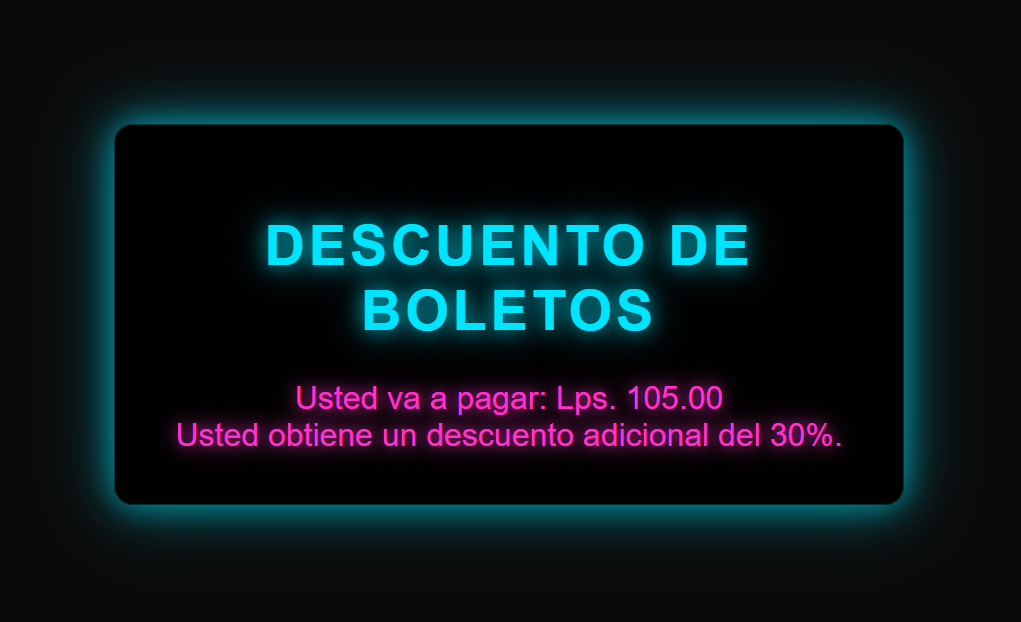 DESCUENTO DE
BOLETOS
Usted va a pagar: Lps. 105.00
Usted obtiene un descuento adicional del 30%.